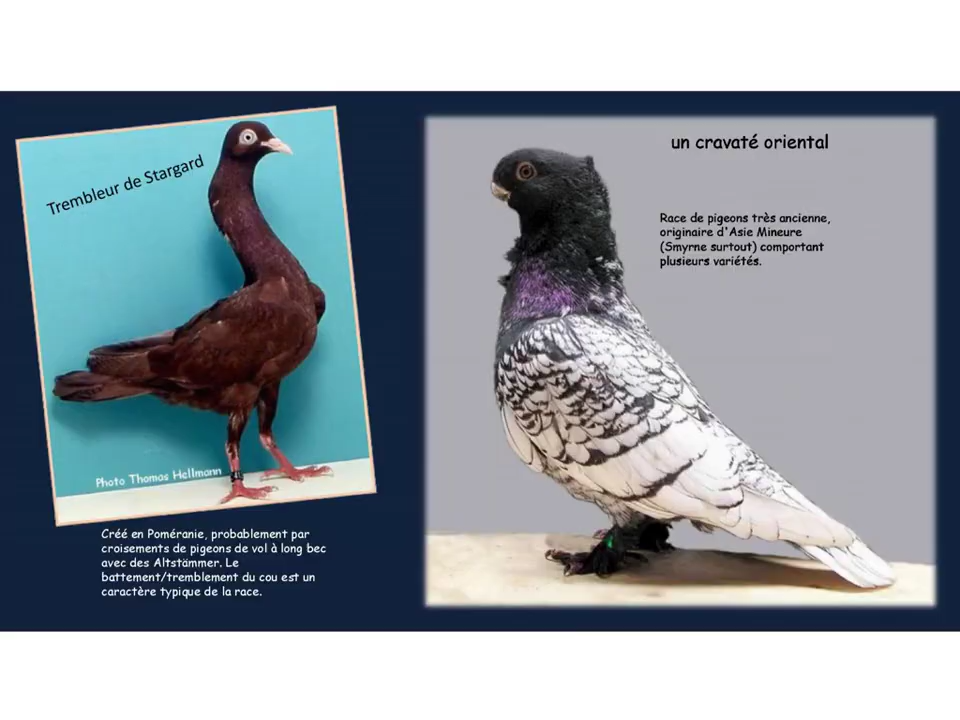 Trembleur de Stargard
Photo Thomas Hellmann
Créé en Poméranie, probablement par
croisements de pigeons de vol à long bec
avec des Altstämmer. Le
battement/tremblement du cou est un
caractère typique de la race.
un cravaté oriental
Race de pigeons très ancienne,
originaire d'Asie Mineure
(Smyrne surtout) comportant
plusieurs variétés.